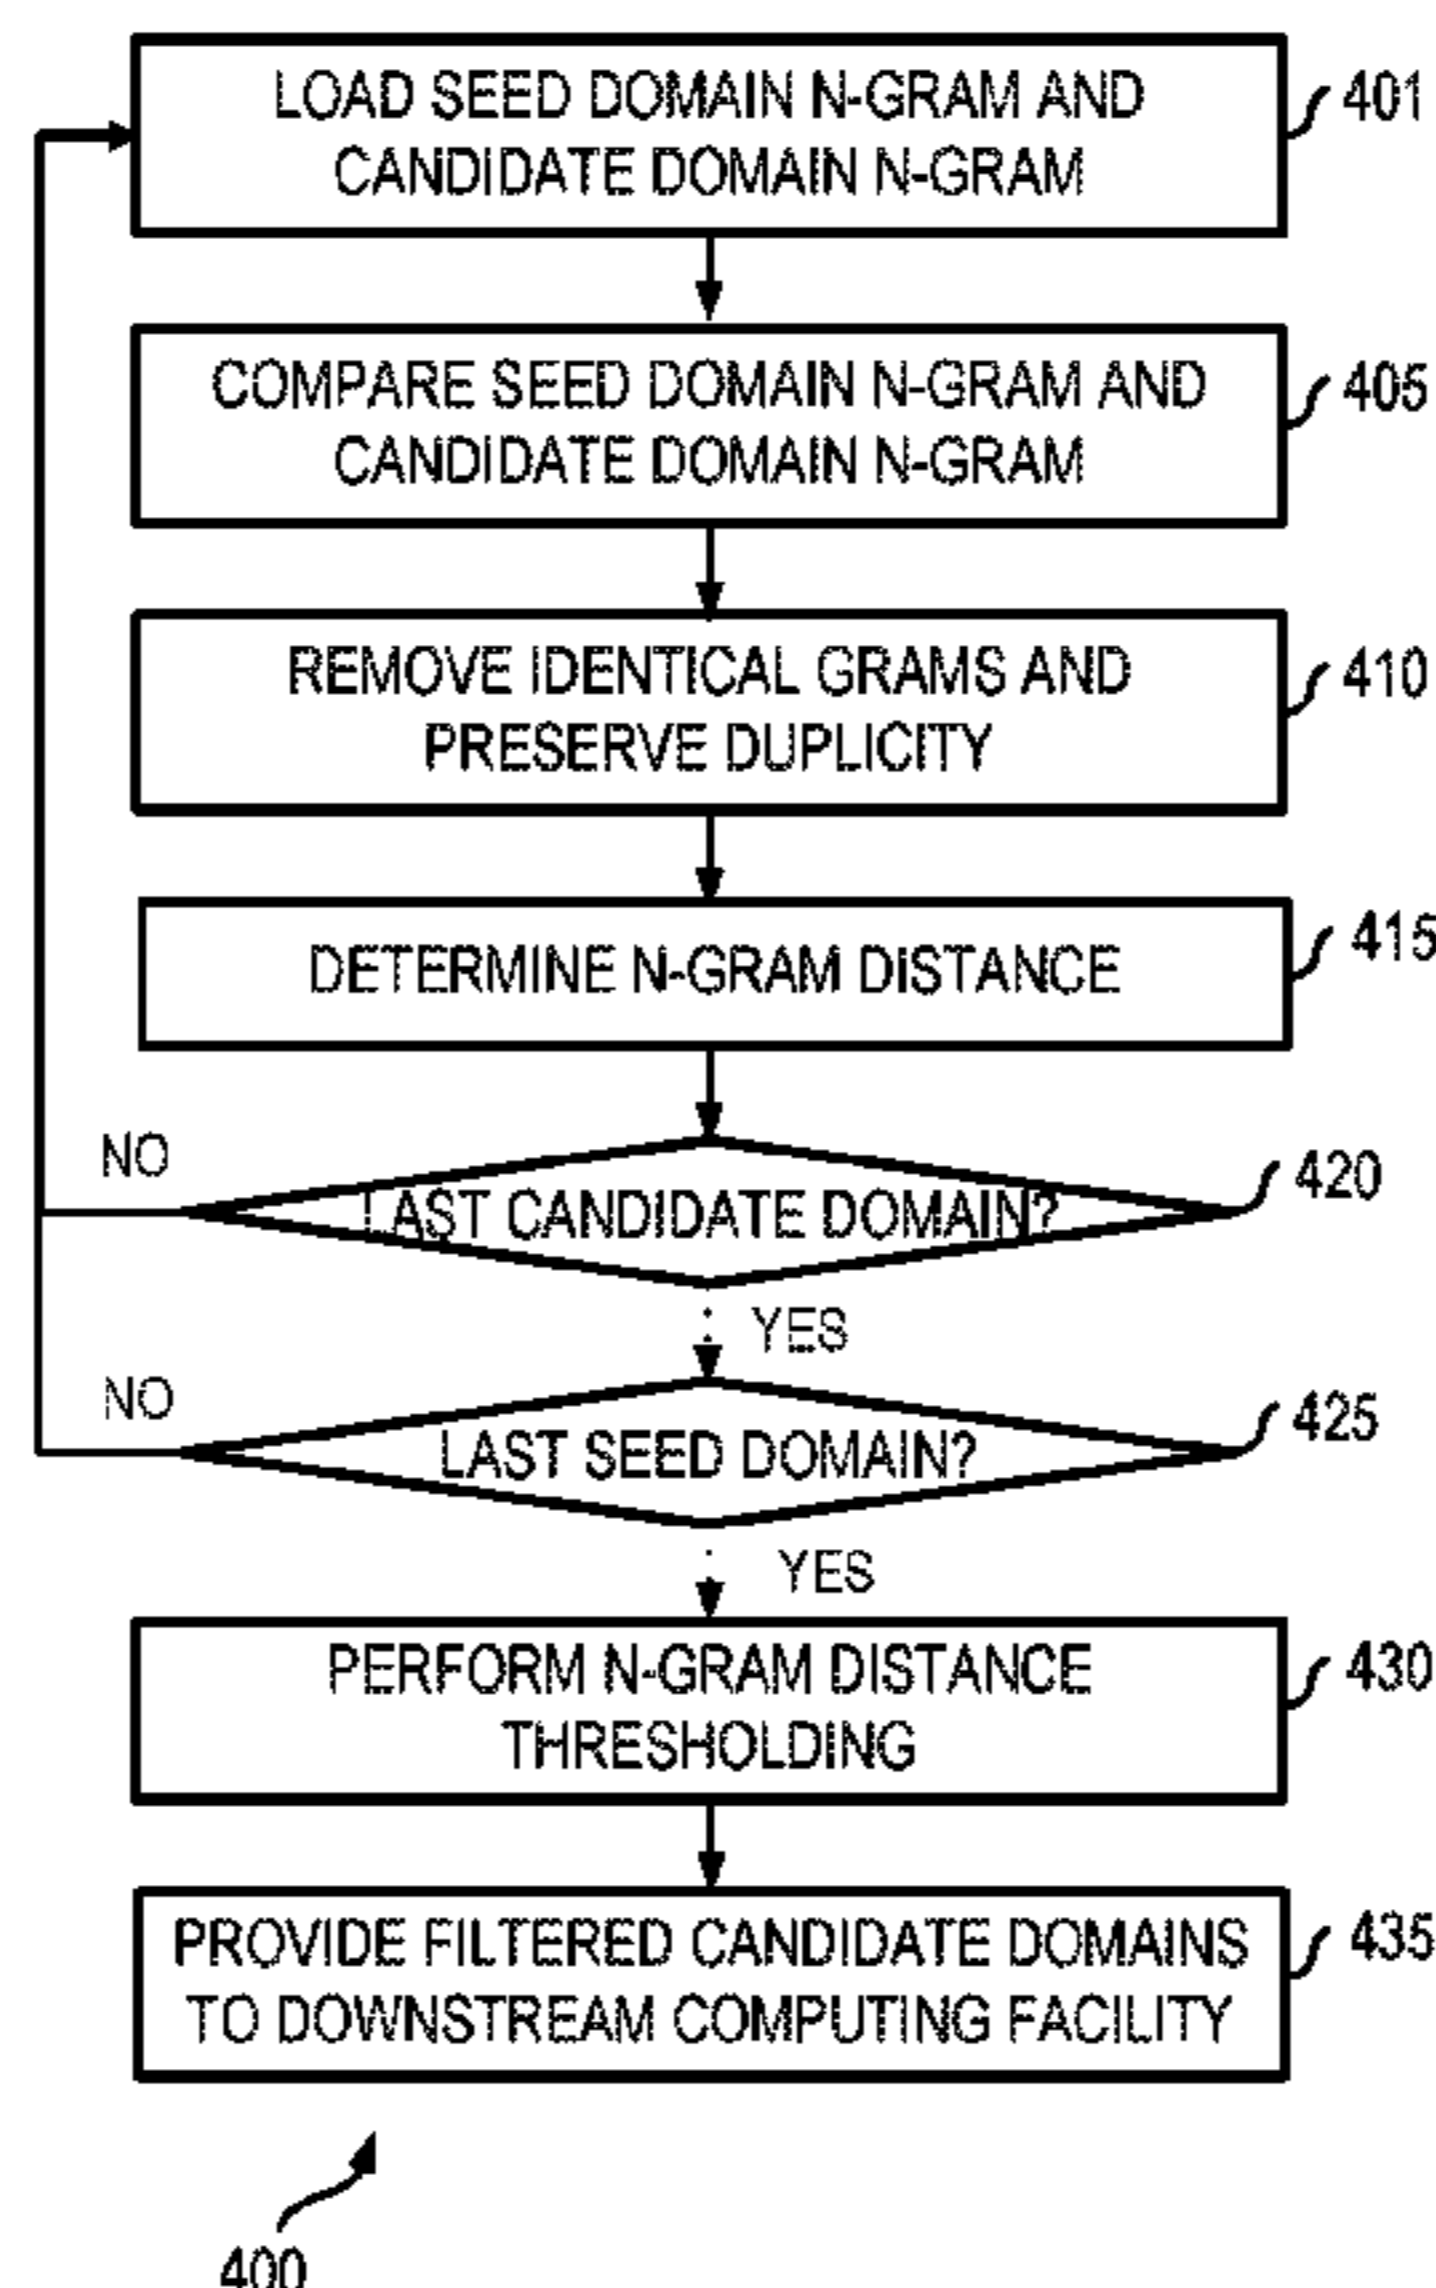 LOAD SEED DOMAIN N-GRAM AND
CANDIDATE DOMAIN N-GRAM
401
COMPARE SEED DOMAIN N-GRAM AND
CANDIDATE DOMAIN N-GRAM
405
REMOVE IDENTICAL GRAMS AND
PRESERVE DUPLICITY
410
DETERMINE N-GRAM DISTANCE
415
NO
LAST CANDIDATE DOMAIN?
420
YES
NO
LAST SEED DOMAIN?
425
YES
PERFORM N-GRAM DISTANCE
THRESHOLDING
430
PROVIDE FILTERED CANDIDATE DOMAINS
TO DOWNSTREAM COMPUTING FACILITY
435
400